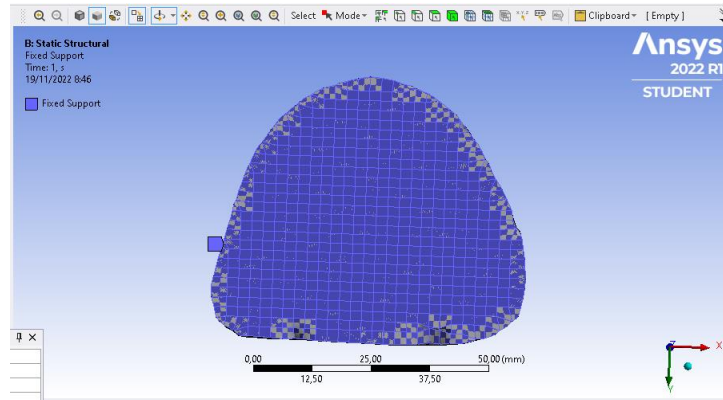 Select Mode Clipboard [ Empty ]
B: Static Structural
Fixed Support
Time: 1, s
19/11/2022 8:46
Fixed Support
Ansys
2022 R1
STUDENT
0,00 25,00 50,00 (mm)
12,50 37,50
X
Y